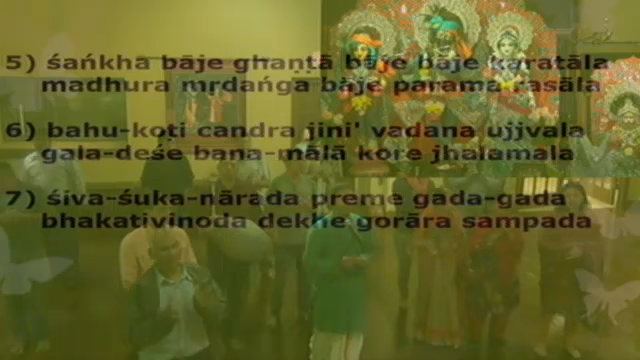 5) śaṅkha bāje ghaṇṭā bāje bāje karatāla
madhura mṛdaṅga bāje parama rasāla
6) bahu-koṭi candra jini' vadana ujjvala
gala-deśe bana-mālā kore jhalamala
7) śiva-śuka-nārada preme gada-gada
bhakativinoda dekhe gorāra sampada